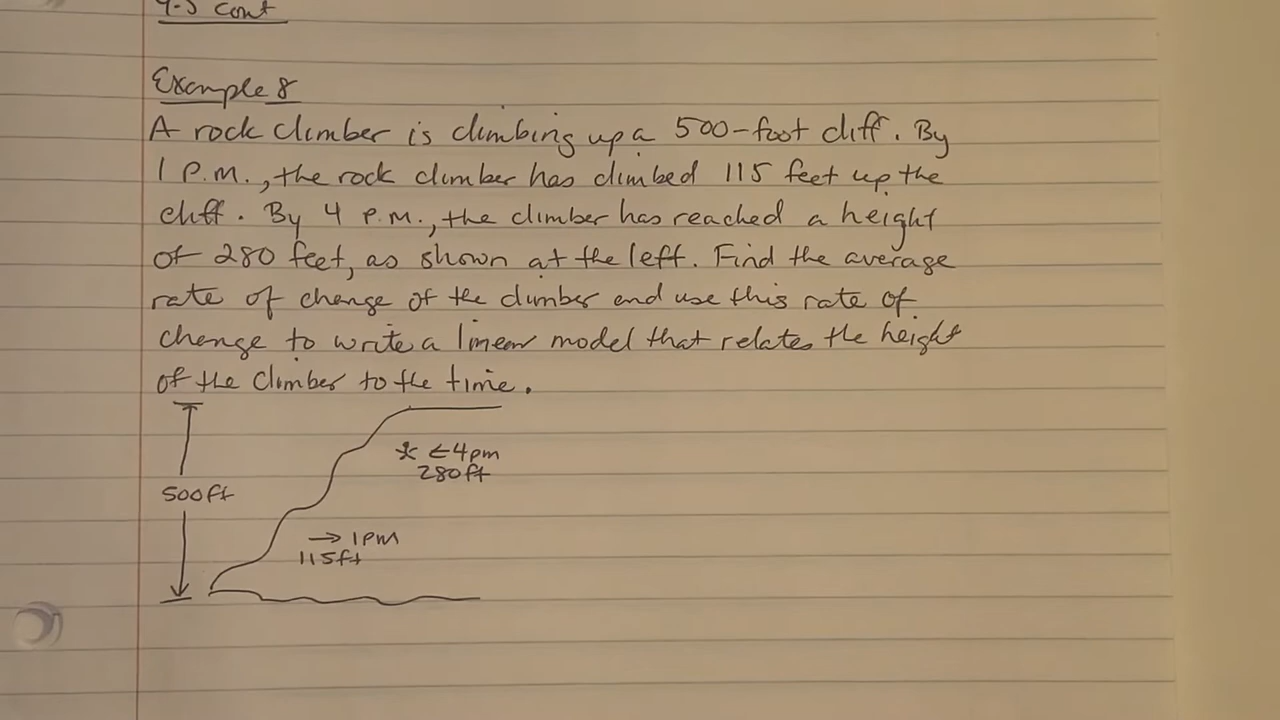 4-5 cont
Example 8
A rock climber is climbing up a 500-foot cliff. By
1 P.M., the rock climber has climbed 115 feet up the
cliff. By 4 P.M., the climber has reached a height
of 280 feet, as shown at the left. Find the average
rate of change of the climber and use this rate of
change to write a linear model that relates the height
of the climber to the time.
←4pm
280ft
500ft
→ 1pm
115ft